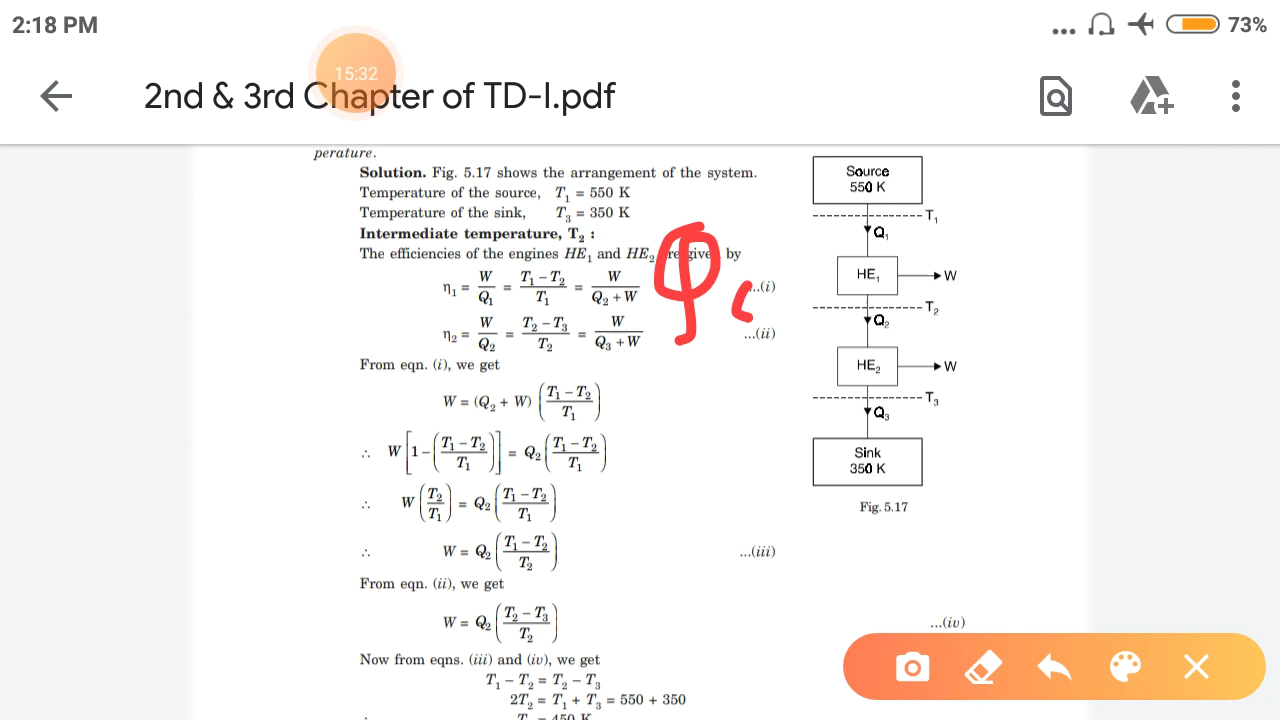 2:18 PM
73%
15:32
2nd & 3rd Chapter of TD-I.pdf
perature.
Solution. Fig. 5.17 shows the arrangement of the system.
Temperature of the source, T₁ = 550 K
Temperature of the sink, T₃ = 350 K
Intermediate temperature, T₂ :
The efficiencies of the engines HE₁ and HE₂ are given by
η₁ = W/Q₁ = (T₁ – T₂)/T₁ = W/(Q₂ + W) ...(i)
η₂ = W/Q₂ = (T₂ – T₃)/T₂ = W/(Q₃ + W) ...(ii)
From eqn. (i), we get
W = (Q₂ + W) ((T₁ – T₂)/T₁)
∴ W [1 – ((T₁ – T₂)/T₁)] = Q₂ ((T₁ – T₂)/T₁)
∴ W (T₂/T₁) = Q₂ ((T₁ – T₂)/T₁)
∴ W = Q₂ ((T₁ – T₂)/T₂) ...(iii)
From eqn. (ii), we get
W = Q₂ ((T₂ – T₃)/T₂) ...(iv)
Now from eqns. (iii) and (iv), we get
T₁ – T₂ = T₂ – T₃
2T₂ = T₁ + T₃ = 550 + 350
∴ T₂ = 450 K
Source
550 K
T₁
Q₁
HE₁
W
T₂
Q₂
HE₂
W
T₃
Q₃
Sink
350 K
Fig. 5.17